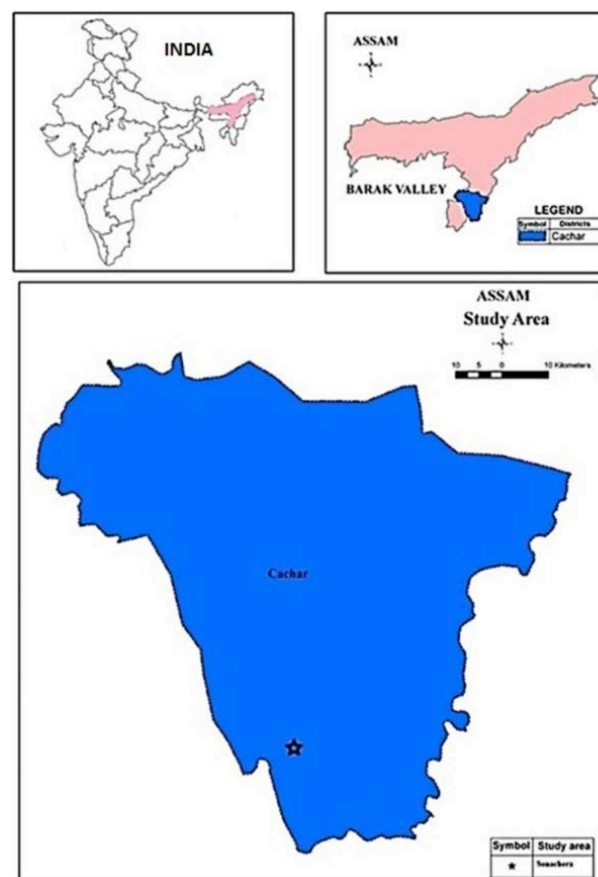 INDIA
ASSAM
BARAK VALLEY
LEGEND
Symbol Districts
Cachar
ASSAM
Study Area
10 5 0 10 Kilometers
Cachar
Symbol Study area
Sonachera